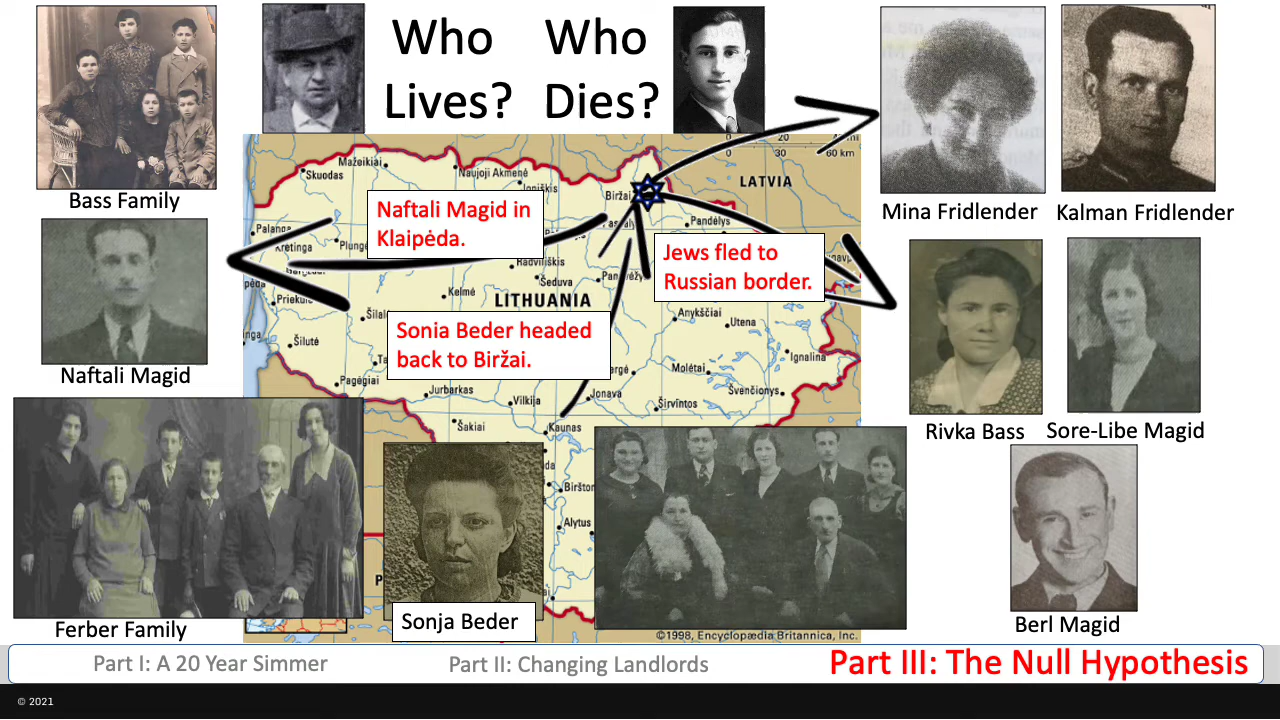 Who Who
Lives? Dies?
Bass Family
Naftali Magid
Ferber Family
Mina Fridlender
Kalman Fridlender
Rivka Bass
Sore-Libe Magid
Berl Magid
Sonja Beder
Naftali Magid in
Klaipėda.
Jews fled to
Russian border.
Sonia Beder headed
back to Biržai.
20
0 30 60 km
LATVIA
LITHUANIA
Mažeikiai
Skuodas
Naujoji Akmenė
Joniškis
Biržai
Palanga
Kretinga
Plungė
Pandėlys
Radviliškis
Šeduva
Priekulė
Kelmė
Šilutė
Anykščiai
Utena
Ignalina
Molėtai
Švenčionys
Pagėgiai
Jurbarkas
Vilkija
Jonava
Širvintos
Šakiai
Kaunas
Alytus
©1998, Encyclopædia Britannica, Inc.
Part I: A 20 Year Simmer
Part II: Changing Landlords
Part III: The Null Hypothesis
© 2021